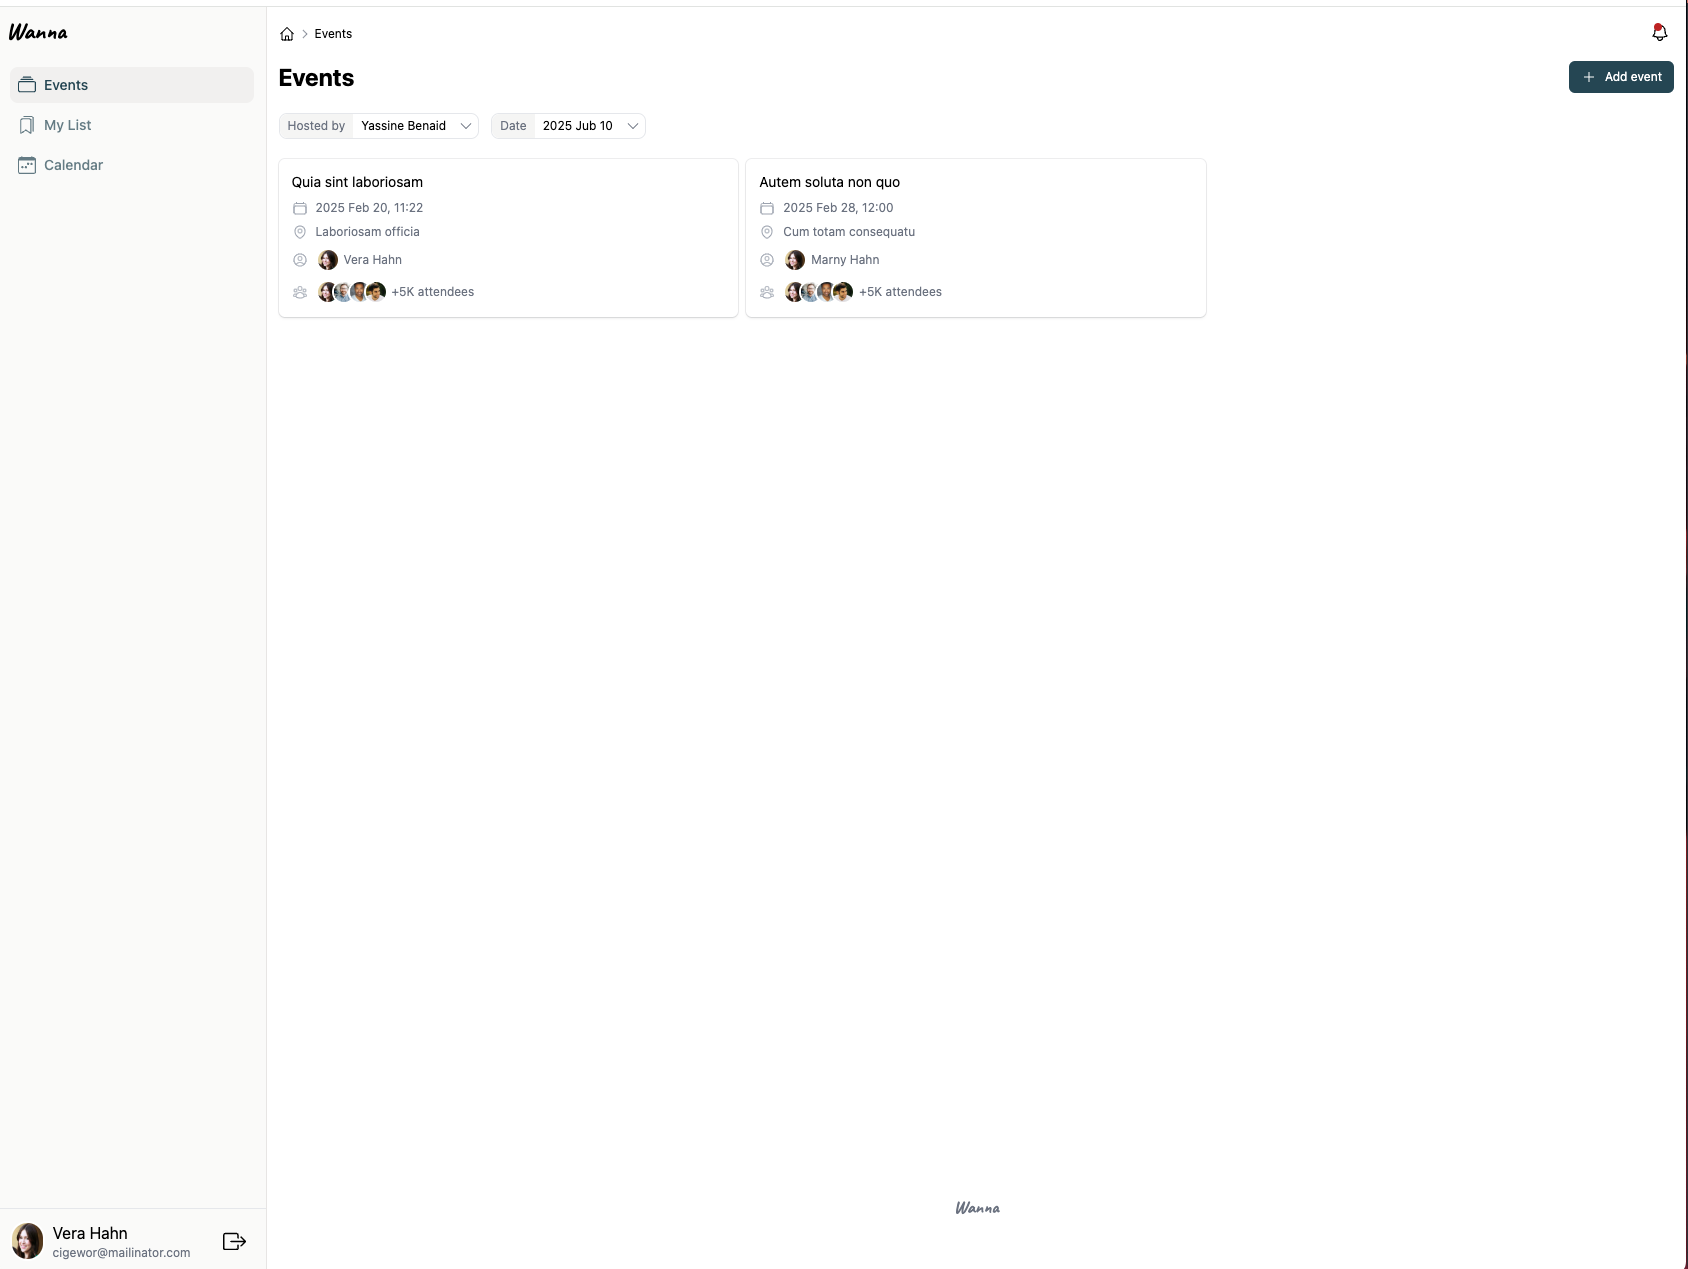 Wanna
Events
My List
Calendar
Events
Events
Add event
Hosted by Yassine Benaid
Date 2025 Jub 10
Quia sint laboriosam
2025 Feb 20, 11:22
Laboriosam officia
Vera Hahn
+5K attendees
Autem soluta non quo
2025 Feb 28, 12:00
Cum totam consequatu
Marny Hahn
+5K attendees
Wanna
Vera Hahn
cigewor@mailinator.com